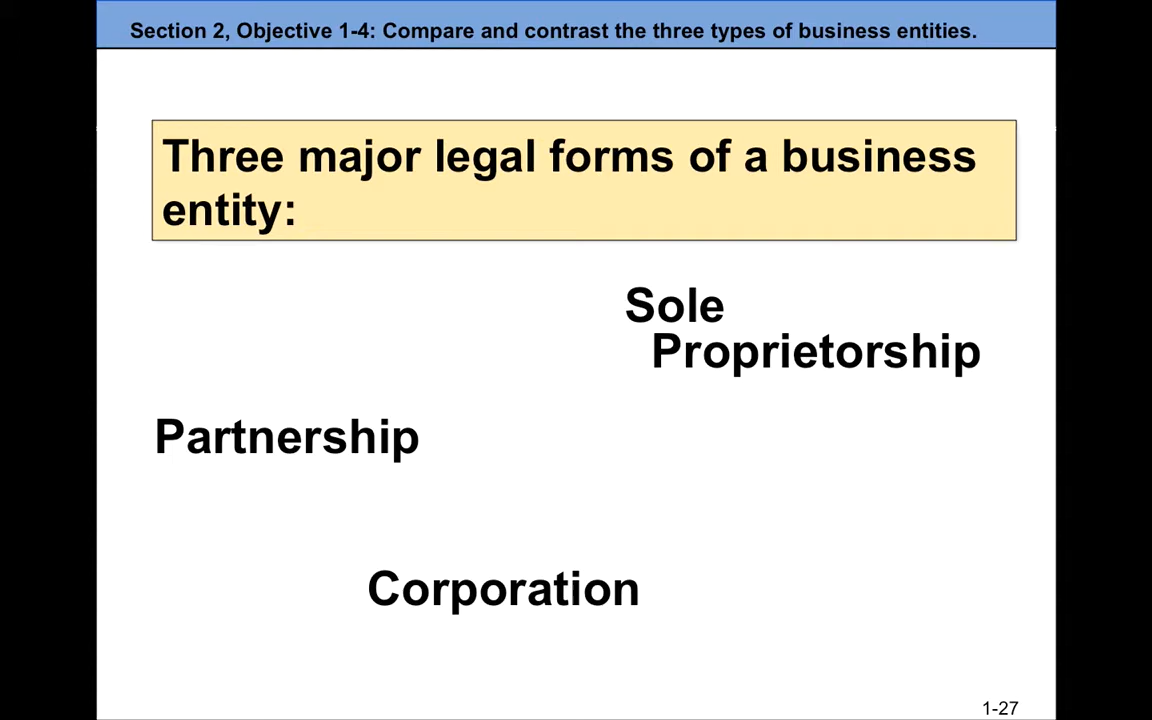 Section 2, Objective 1-4: Compare and contrast the three types of business entities.
Three major legal forms of a business
entity:
Sole
Proprietorship
Partnership
Corporation
1-27